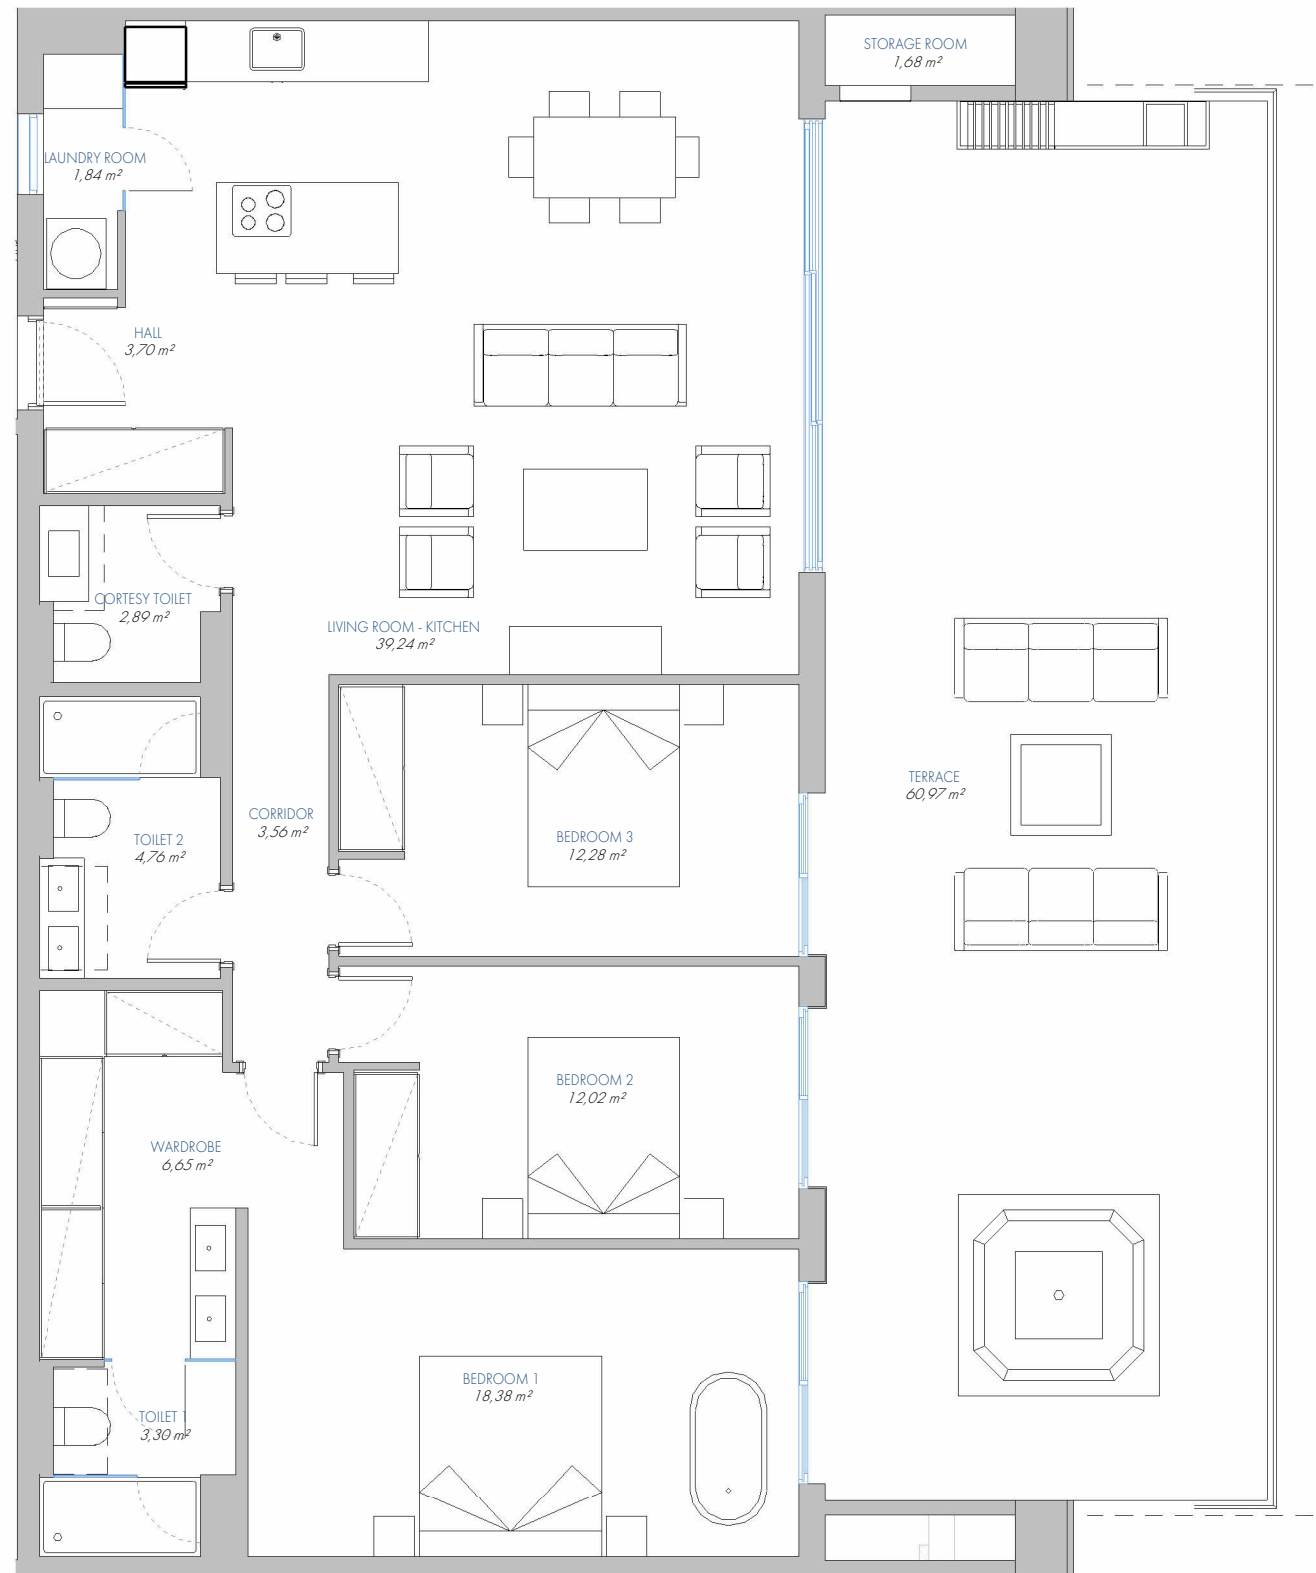 STORAGE ROOM
1,68 m²
LAUNDRY ROOM
1,84 m²
HALL
3,70 m²
CORTESY TOILET
2,89 m²
LIVING ROOM - KITCHEN
39,24 m²
TERRACE
60,97 m²
CORRIDOR
3,56 m²
TOILET 2
4,76 m²
BEDROOM 3
12,28 m²
BEDROOM 2
12,02 m²
WARDROBE
6,65 m²
BEDROOM 1
18,38 m²
TOILET 1
3,30 m²